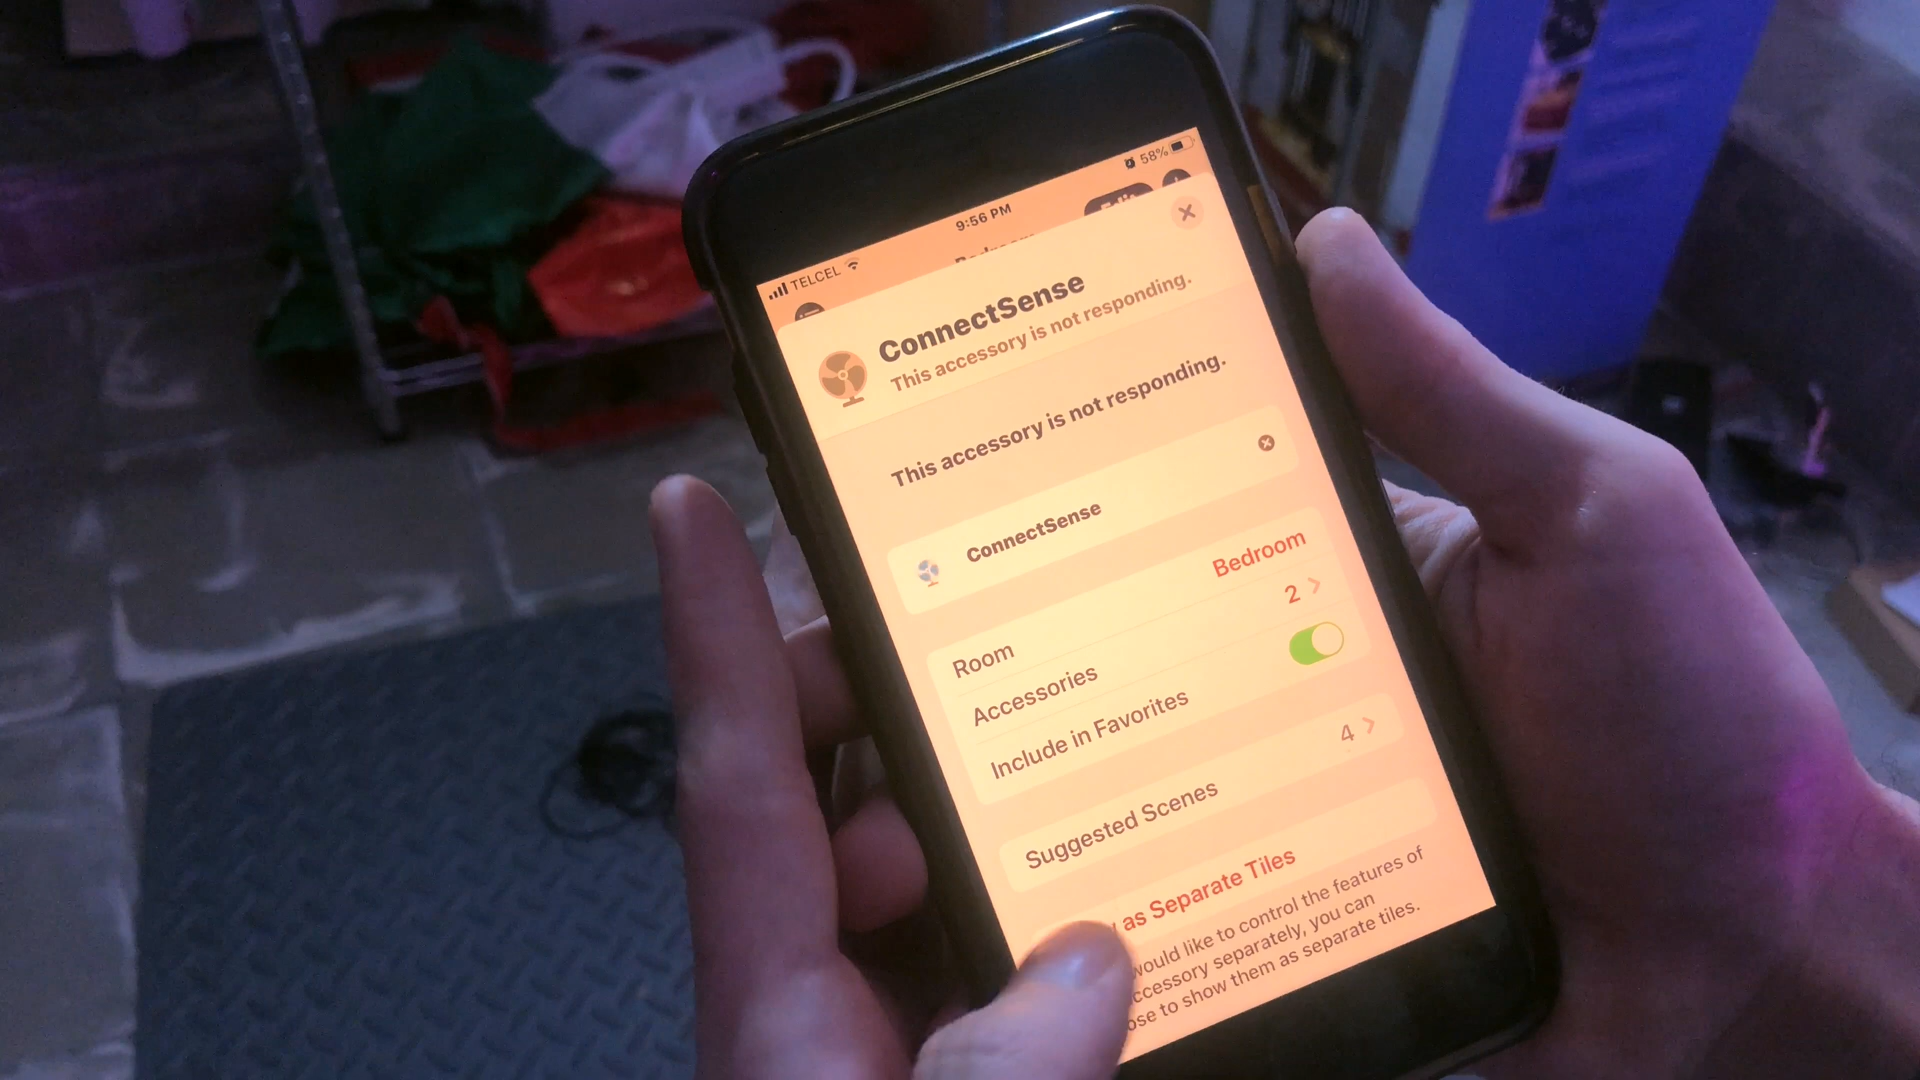 TELCEL
9:56 PM
58%
ConnectSense
This accessory is not responding.
This accessory is not responding.
ConnectSense
Room
Bedroom
Accessories
2
Include in Favorites
Suggested Scenes
4
as Separate Tiles
would like to control the features of
ccessory separately, you can
ose to show them as separate tiles.